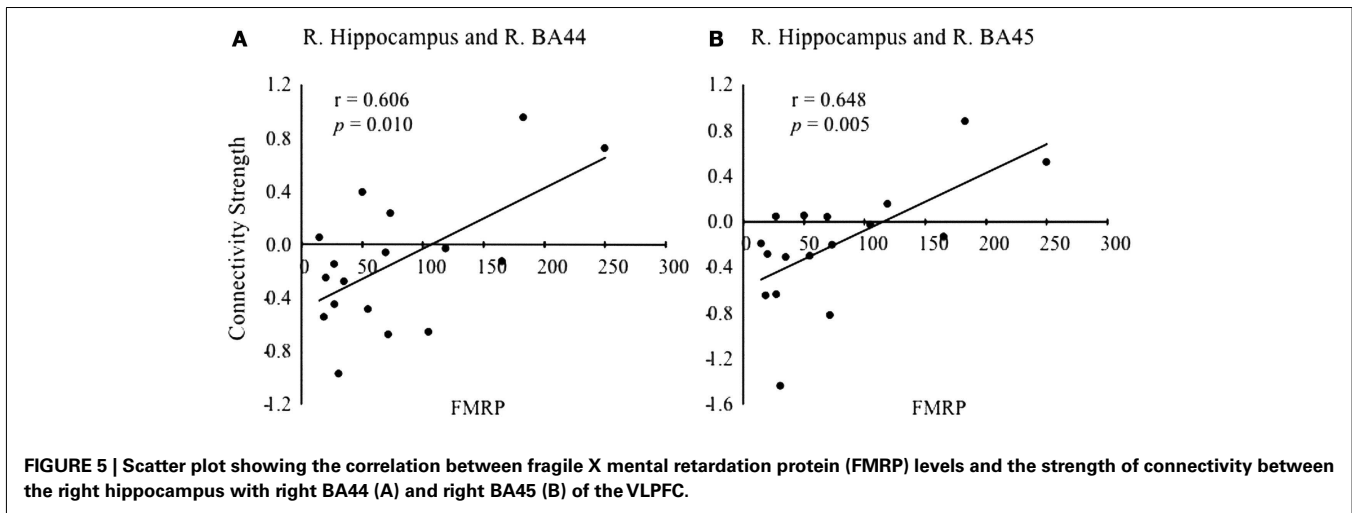 A R. Hippocampus and R. BA44
1.2
r = 0.606
p = 0.010
0.8
0.4
0.0
0 50 100 150 200 250 300
-0.4
-0.8
-1.2
Connectivity Strength
FMRP
B R. Hippocampus and R. BA45
1.2
r = 0.648
p = 0.005
0.8
0.4
0.0
0 50 100 150 200 250 300
-0.4
-0.8
-1.2
-1.6
FMRP
FIGURE 5 | Scatter plot showing the correlation between fragile X mental retardation protein (FMRP) levels and the strength of connectivity between
the right hippocampus with right BA44 (A) and right BA45 (B) of the VLPFC.